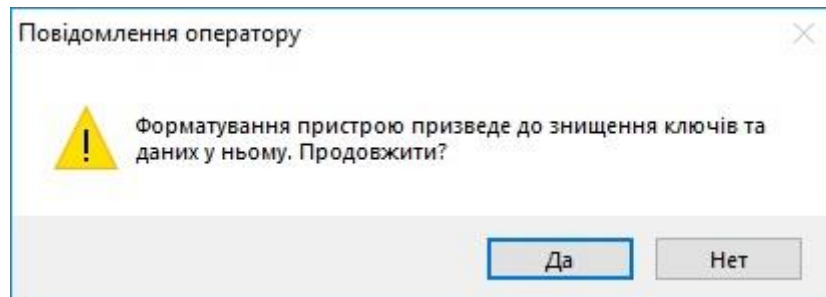 Повідомлення оператору
Форматування пристрою призведе до знищення ключів та
даних у ньому. Продовжити?
Да
Нет